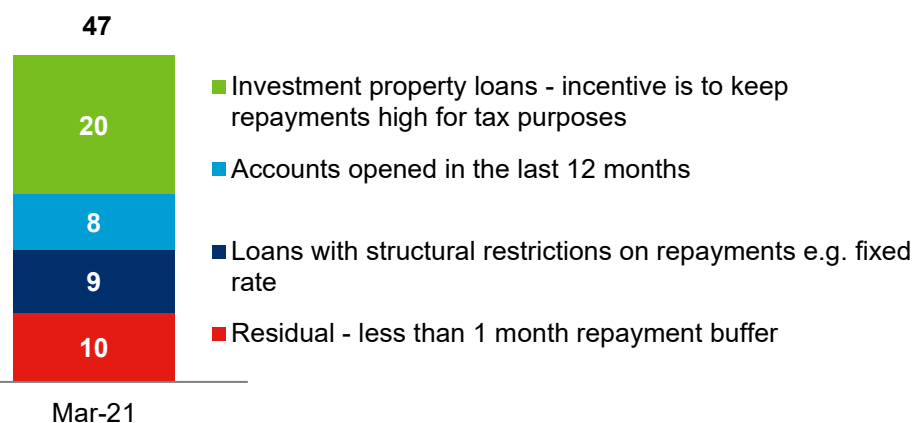 47
20
8
9
10
Mar-21
Investment property loans - incentive is to keep
repayments high for tax purposes
Accounts opened in the last 12 months
Loans with structural restrictions on repayments e.g. fixed
rate
Residual - less than 1 month repayment buffer